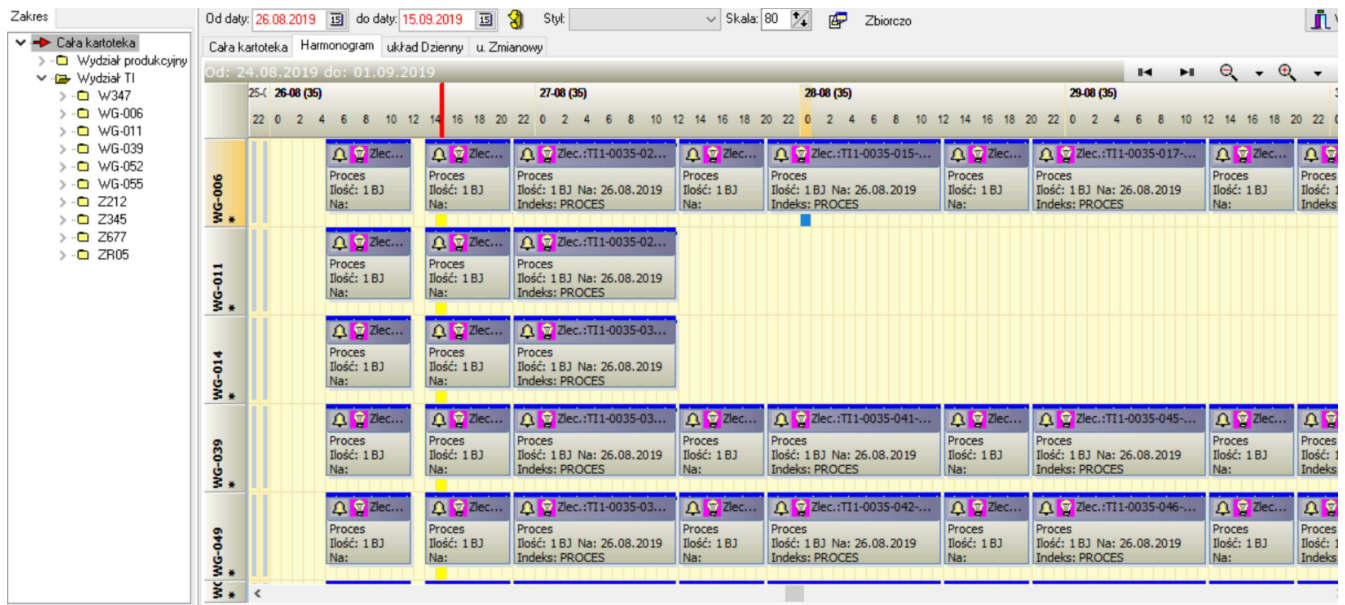 Zakres
Cała kartoteka
Wydział produkcyjny
Wydział TI
W347
WG-006
WG-011
WG-039
WG-052
WG-055
Z212
Z345
Z677
ZR05
Od daty: 26.08.2019 15 do daty: 15.09.2019 15 Styl: Skala: 80 Zbiorczo
Cała kartoteka Harmonogram układ Dzienny u. Zmianowy
Od: 24.08.2019 do: 01.09.2019
26-08 (35) 27-08 (35) 28-08 (35) 29-08 (35)
22 0 2 4 6 8 10 12 14 16 18 20 22 0 2 4 6 8 10 12 14 16 18 20 22 0 2 4 6 8 10 12 14 16 18 20 22 0 2 4 6 8 10 12 14 16 18 20 22
WG-006 *
Zlec... Zlec... Zlec.:TI1-0035-02... Zlec... Zlec.:TI1-0035-015-... Zlec... Zlec.:TI1-0035-017-... Zlec...
Proces Proces Proces Proces Proces Proces Proces Proces Proces
Ilość: 1 BJ Ilość: 1 BJ Ilość: 1 BJ Na: 26.08.2019 Ilość: 1 BJ Ilość: 1 BJ Na: 26.08.2019 Ilość: 1 BJ Ilość: 1 BJ Na: 26.08.2019 Ilość: 1 BJ Ilość: 1
Na: Na: Indeks: PROCES Na: Indeks: PROCES Na: Indeks: PROCES Na: Indeks
WG-011 *
Zlec... Zlec... Zlec.:TI1-0035-02...
Proces Proces Proces
Ilość: 1 BJ Ilość: 1 BJ Ilość: 1 BJ Na: 26.08.2019
Na: Na: Indeks: PROCES
WG-014 *
Zlec... Zlec... Zlec.:TI1-0035-03...
Proces Proces Proces
Ilość: 1 BJ Ilość: 1 BJ Ilość: 1 BJ Na: 26.08.2019
Na: Na: Indeks: PROCES
WG-039 *
Zlec... Zlec... Zlec.:TI1-0035-03... Zlec... Zlec.:TI1-0035-041-... Zlec... Zlec.:TI1-0035-045-... Zlec...
Proces Proces Proces Proces Proces Proces Proces Proces Proces
Ilość: 1 BJ Ilość: 1 BJ Ilość: 1 BJ Na: 26.08.2019 Ilość: 1 BJ Ilość: 1 BJ Na: 26.08.2019 Ilość: 1 BJ Ilość: 1 BJ Na: 26.08.2019 Ilość: 1 BJ Ilość: 1
Na: Na: Indeks: PROCES Na: Indeks: PROCES Na: Indeks: PROCES Na: Indeks
WG-049 *
Zlec... Zlec... Zlec.:TI1-0035-03... Zlec... Zlec.:TI1-0035-042-... Zlec... Zlec.:TI1-0035-046-... Zlec...
Proces Proces Proces Proces Proces Proces Proces Proces Proces
Ilość: 1 BJ Ilość: 1 BJ Ilość: 1 BJ Na: 26.08.2019 Ilość: 1 BJ Ilość: 1 BJ Na: 26.08.2019 Ilość: 1 BJ Ilość: 1 BJ Na: 26.08.2019 Ilość: 1 BJ Ilość: 1
Na: Na: Indeks: PROCES Na: Indeks: PROCES Na: Indeks: PROCES Na: Indeks